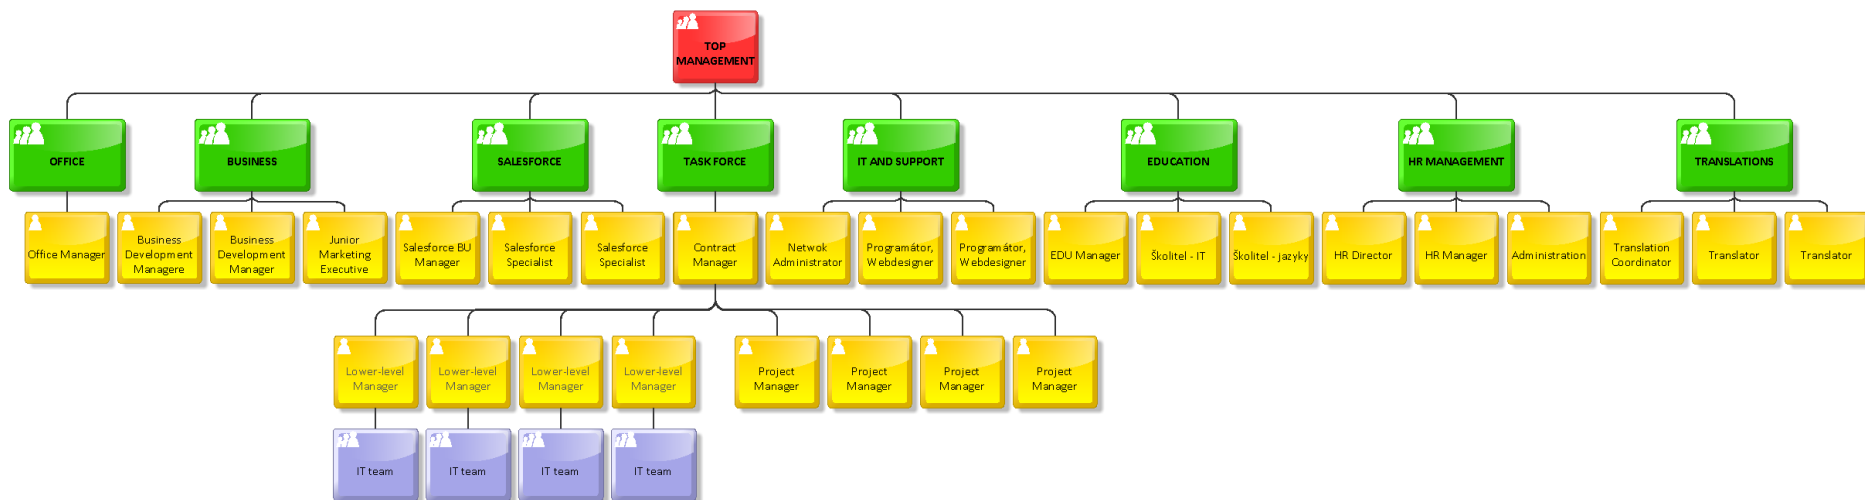 TOP
MANAGEMENT
OFFICE
BUSINESS
SALESFORCE
TASK FORCE
IT AND SUPPORT
EDUCATION
HR MANAGEMENT
TRANSLATIONS
Office Manager
Business
Development
Managere
Business
Development
Manager
Junior
Marketing
Executive
Salesforce BU
Manager
Salesforce
Specialist
Salesforce
Specialist
Contract
Manager
Netwok
Administrator
Programátor,
Webdesigner
Programátor,
Webdesigner
EDU Manager
Školitel - IT
Školitel - jazyky
HR Director
HR Manager
Administration
Translation
Coordinator
Translator
Translator
Lower-level
Manager
Lower-level
Manager
Lower-level
Manager
Lower-level
Manager
Project
Manager
Project
Manager
Project
Manager
Project
Manager
IT team
IT team
IT team
IT team